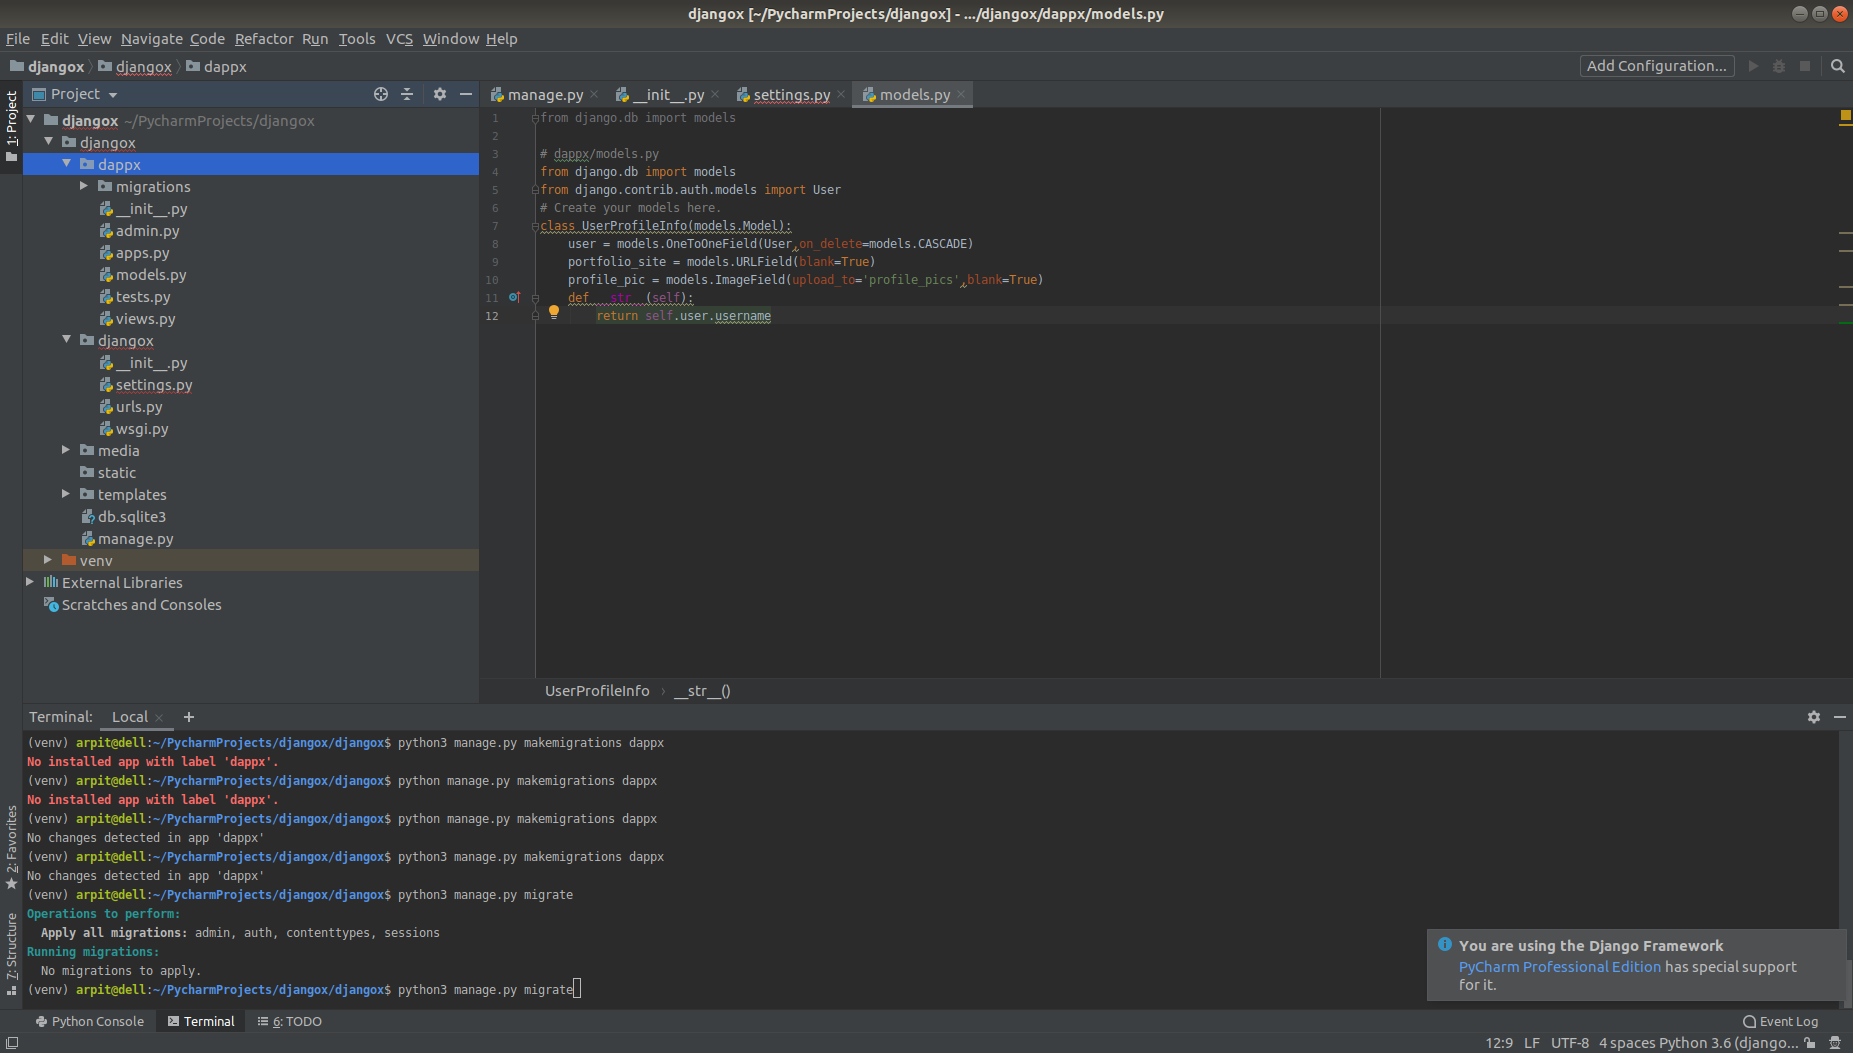 djangox [~/PycharmProjects/djangox] - .../djangox/dappx/models.py
File Edit View Navigate Code Refactor Run Tools VCS Window Help
djangox djangox dappx
Add Configuration...
1: Project
Project
manage.py __init__.py settings.py models.py
djangox ~/PycharmProjects/djangox
djangox
dappx
migrations
__init__.py
admin.py
apps.py
models.py
tests.py
views.py
djangox
__init__.py
settings.py
urls.py
wsgi.py
media
static
templates
db.sqlite3
manage.py
venv
External Libraries
Scratches and Consoles
1 from django.db import models
2
3 # dappx/models.py
4 from django.db import models
5 from django.contrib.auth.models import User
6 # Create your models here.
7 class UserProfileInfo(models.Model):
8 user = models.OneToOneField(User,on_delete=models.CASCADE)
9 portfolio_site = models.URLField(blank=True)
10 profile_pic = models.ImageField(upload_to='profile_pics',blank=True)
11 def __str__(self):
12 return self.user.username
UserProfileInfo › __str__()
Terminal: Local +
(venv) arpit@dell:~/PycharmProjects/djangox/djangox$ python3 manage.py makemigrations dappx
No installed app with label 'dappx'.
(venv) arpit@dell:~/PycharmProjects/djangox/djangox$ python manage.py makemigrations dappx
No installed app with label 'dappx'.
(venv) arpit@dell:~/PycharmProjects/djangox/djangox$ python manage.py makemigrations dappx
No changes detected in app 'dappx'
(venv) arpit@dell:~/PycharmProjects/djangox/djangox$ python3 manage.py makemigrations dappx
No changes detected in app 'dappx'
(venv) arpit@dell:~/PycharmProjects/djangox/djangox$ python3 manage.py migrate
Operations to perform:
Apply all migrations: admin, auth, contenttypes, sessions
Running migrations:
No migrations to apply.
(venv) arpit@dell:~/PycharmProjects/djangox/djangox$ python3 manage.py migrate
2: Favorites
7: Structure
You are using the Django Framework
PyCharm Professional Edition has special support
for it.
Python Console Terminal 6: TODO
Event Log
12:9 LF UTF-8 4 spaces Python 3.6 (django...